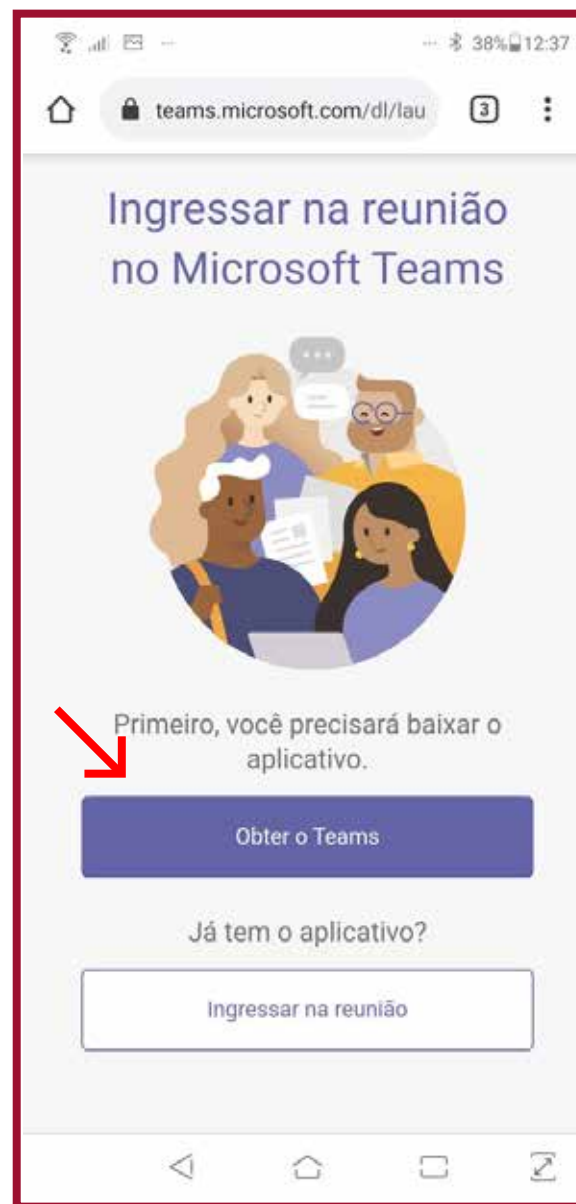 38% 12:37
teams.microsoft.com/dl/lau 3
Ingressar na reunião
no Microsoft Teams
Primeiro, você precisará baixar o
aplicativo.
Obter o Teams
Já tem o aplicativo?
Ingressar na reunião